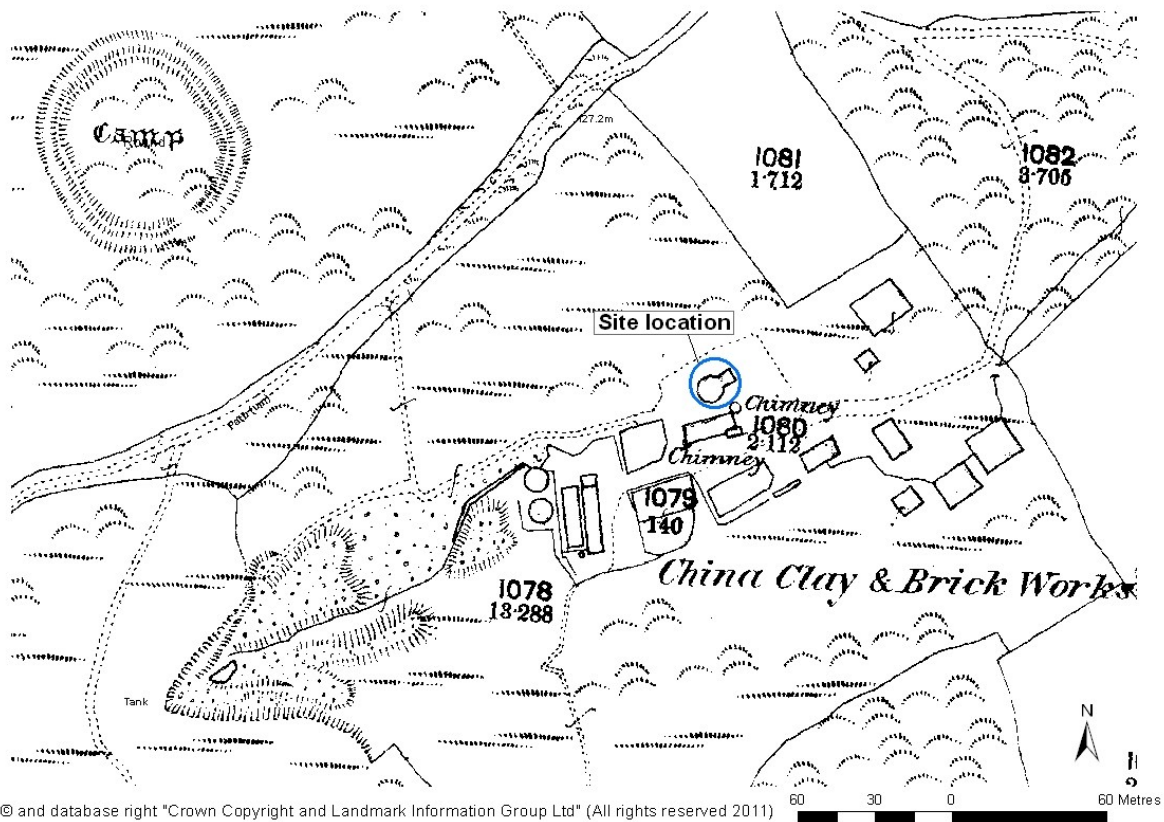 Camp
Round
127.2m
1081
1·712
1082
3·705
Site location
Chimney
1080
2·112
Chimney
Path (um)
1079
·140
China Clay & Brick Works
1078
13·288
Tank
N
© and database right "Crown Copyright and Landmark Information Group Ltd" (All rights reserved 2011)
60 30 0 60 Metres